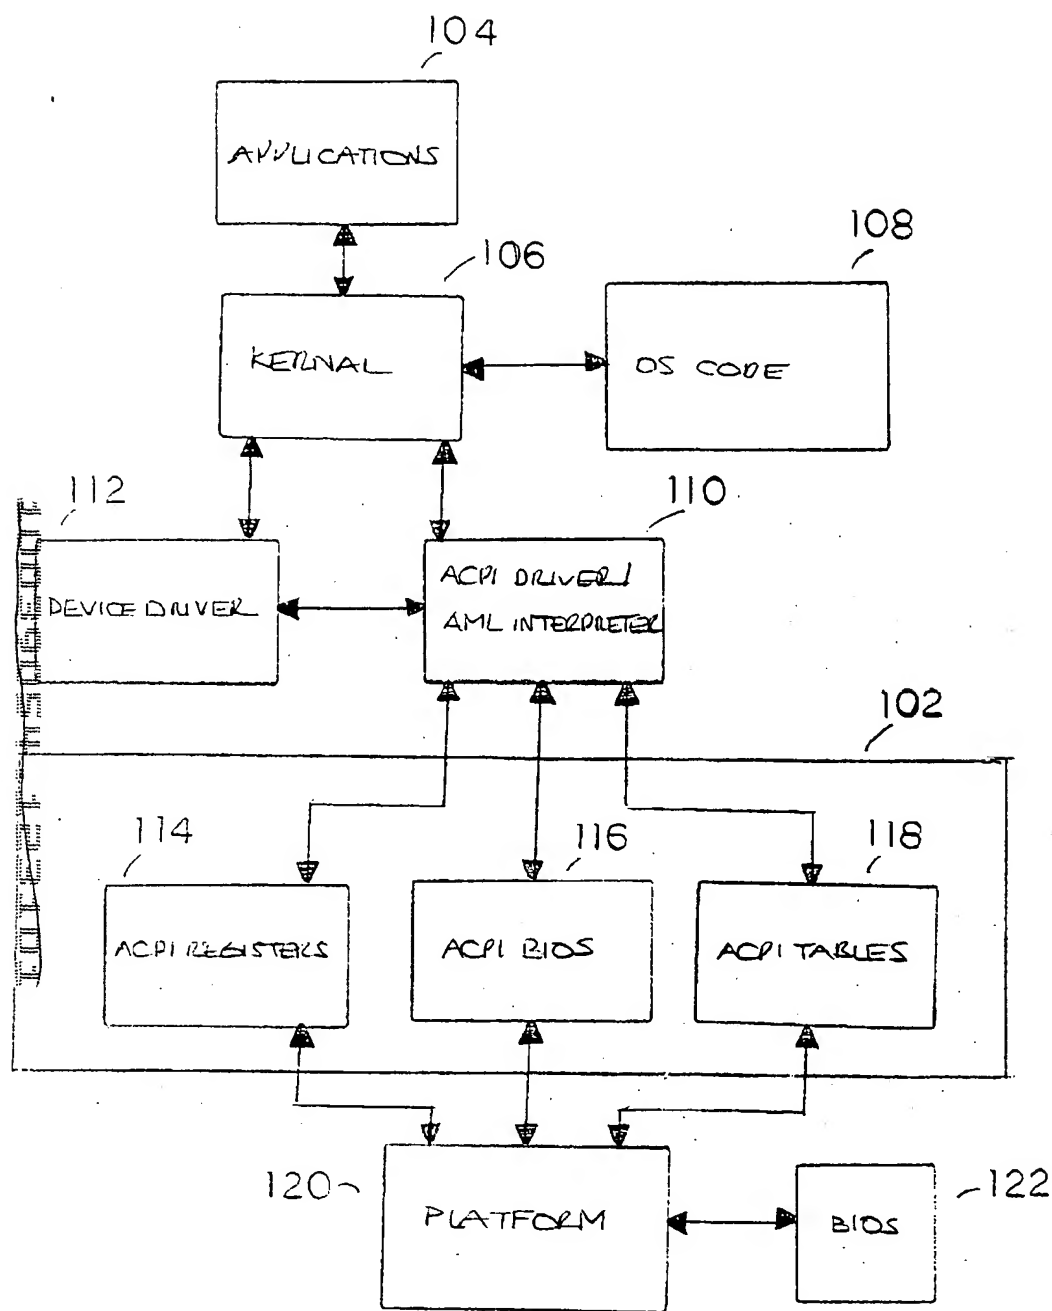 104
APPLICATIONS
106
108
KERNAL
OS CODE
112
110
DEVICE DRIVER
ACPI DRIVER/
AML INTERPRETER
102
114
116
118
ACPI REGISTERS
ACPI BIOS
ACPI TABLES
120
122
PLATFORM
BIOS